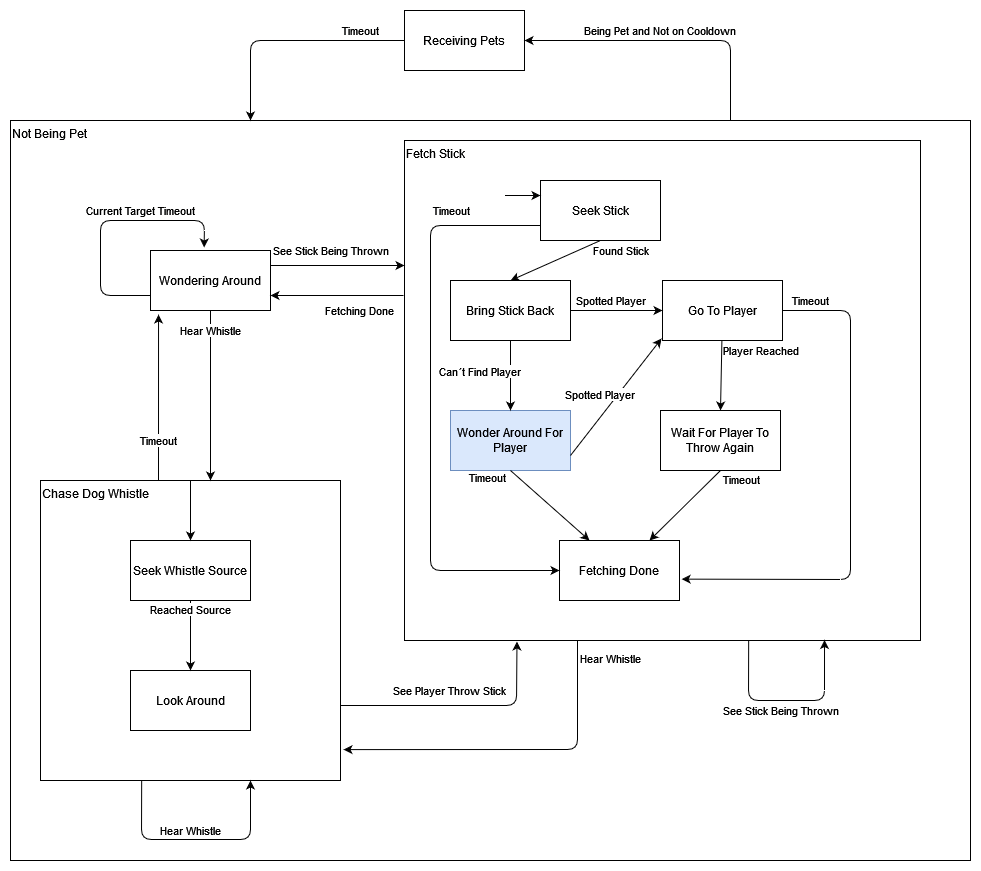 Timeout
Receiving Pets
Being Pet and Not on Cooldown
Not Being Pet
Fetch Stick
Current Target Timeout
Timeout
Seek Stick
See Stick Being Thrown
Found Stick
Wondering Around
Bring Stick Back
Spotted Player
Go To Player
Timeout
Fetching Done
Hear Whistle
Player Reached
Can´t Find Player
Spotted Player
Timeout
Wonder Around For
Player
Wait For Player To
Throw Again
Timeout
Timeout
Chase Dog Whistle
Seek Whistle Source
Fetching Done
Reached Source
Hear Whistle
Look Around
See Player Throw Stick
See Stick Being Thrown
Hear Whistle